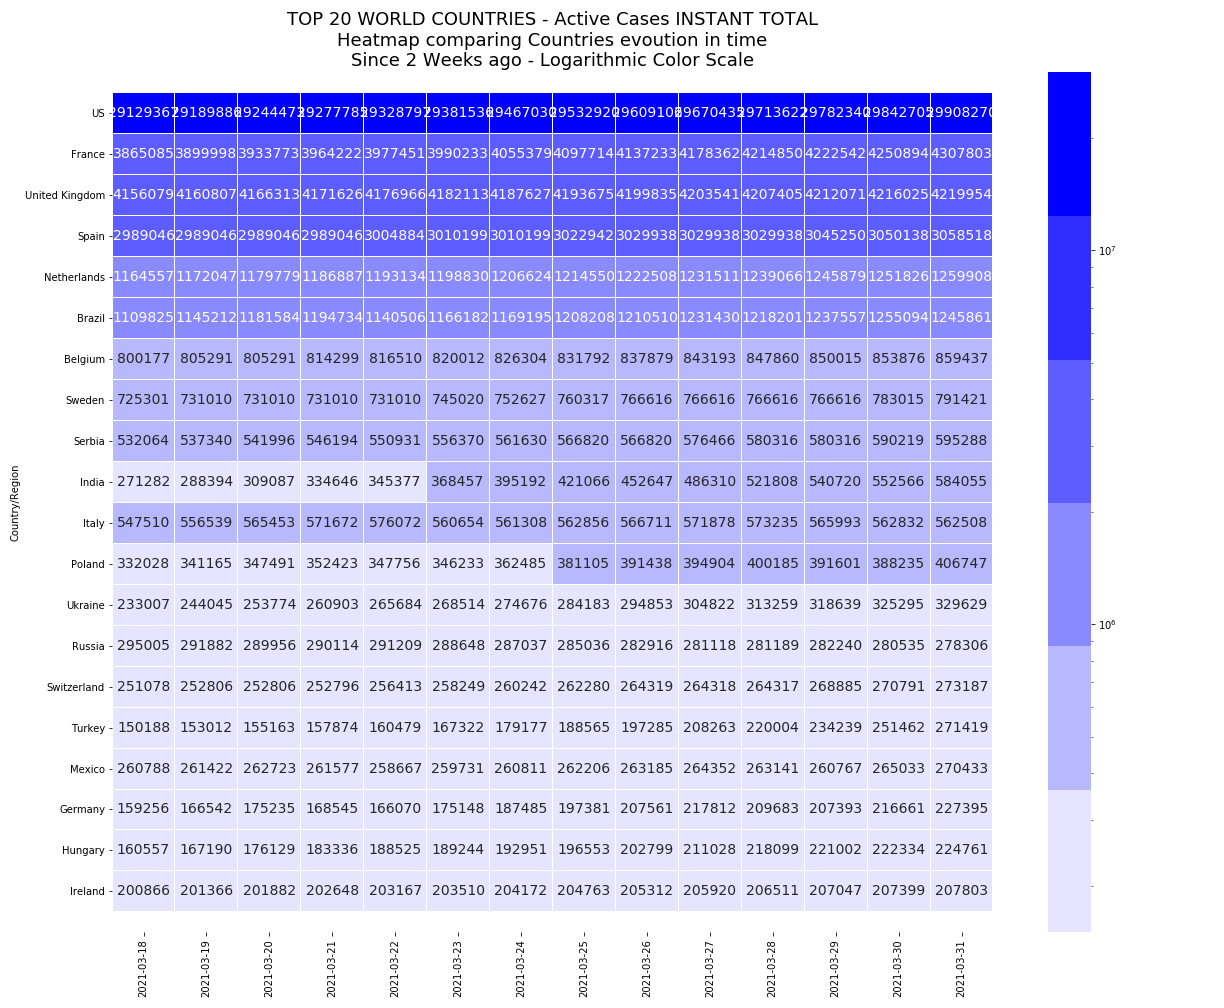 TOP 20 WORLD COUNTRIES - Active Cases INSTANT TOTAL
Heatmap comparing Countries evoution in time
Since 2 Weeks ago - Logarithmic Color Scale
US 29129367 29189886 29244473 29277785 29328797 29381536 29467030 29532920 29609106 29670435 29713622 29782340 29842705 29908270
France 3865085 3899998 3933773 3964222 3977451 3990233 4055379 4097714 4137233 4178362 4214850 4222542 4250894 4307803
United Kingdom 4156079 4160807 4166313 4171626 4176966 4182113 4187627 4193675 4199835 4203541 4207405 4212071 4216025 4219954
Spain 2989046 2989046 2989046 2989046 3004884 3010199 3010199 3022942 3029938 3029938 3029938 3045250 3050138 3058518
Netherlands 1164557 1172047 1179779 1186887 1193134 1198830 1206624 1214550 1222508 1231511 1239066 1245879 1251826 1259908
Brazil 1109825 1145212 1181584 1194734 1140506 1166182 1169195 1208208 1210510 1231430 1218201 1237557 1255094 1245861
Belgium 800177 805291 805291 814299 816510 820012 826304 831792 837879 843193 847860 850015 853876 859437
Sweden 725301 731010 731010 731010 731010 745020 752627 760317 766616 766616 766616 766616 783015 791421
Serbia 532064 537340 541996 546194 550931 556370 561630 566820 566820 576466 580316 580316 590219 595288
India 271282 288394 309087 334646 345377 368457 395192 421066 452647 486310 521808 540720 552566 584055
Italy 547510 556539 565453 571672 576072 560654 561308 562856 566711 571878 573235 565993 562832 562508
Poland 332028 341165 347491 352423 347756 346233 362485 381105 391438 394904 400185 391601 388235 406747
Ukraine 233007 244045 253774 260903 265684 268514 274676 284183 294853 304822 313259 318639 325295 329629
Russia 295005 291882 289956 290114 291209 288648 287037 285036 282916 281118 281189 282240 280535 278306
Switzerland 251078 252806 252806 252796 256413 258249 260242 262280 264319 264318 264317 268885 270791 273187
Turkey 150188 153012 155163 157874 160479 167322 179177 188565 197285 208263 220004 234239 251462 271419
Mexico 260788 261422 262723 261577 258667 259731 260811 262206 263185 264352 263141 260767 265033 270433
Germany 159256 166542 175235 168545 166070 175148 187485 197381 207561 217812 209683 207393 216661 227395
Hungary 160557 167190 176129 183336 188525 189244 192951 196553 202799 211028 218099 221002 222334 224761
Ireland 200866 201366 201882 202648 203167 203510 204172 204763 205312 205920 206511 207047 207399 207803
2021-03-18 2021-03-19 2021-03-20 2021-03-21 2021-03-22 2021-03-23 2021-03-24 2021-03-25 2021-03-26 2021-03-27 2021-03-28 2021-03-29 2021-03-30 2021-03-31
Country/Region
10⁷
10⁶